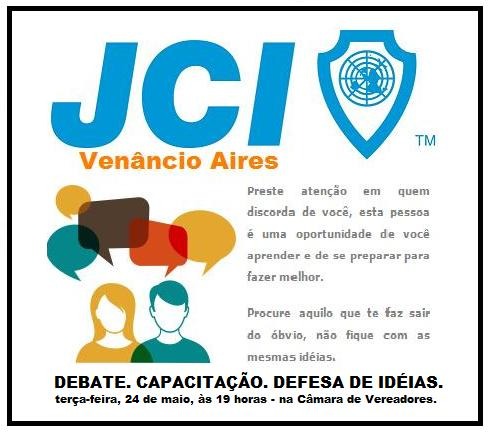 JCI
TM
Venâncio Aires
Preste atenção em quem
discorda de você, esta pessoa
é uma oportunidade de você
aprender e de se preparar para
fazer melhor.
Procure aquilo que te faz sair
do óbvio, não fique com as
mesmas idéias.
DEBATE. CAPACITAÇÃO. DEFESA DE IDÉIAS.
terça-feira, 24 de maio, às 19 horas - na Câmara de Vereadores.